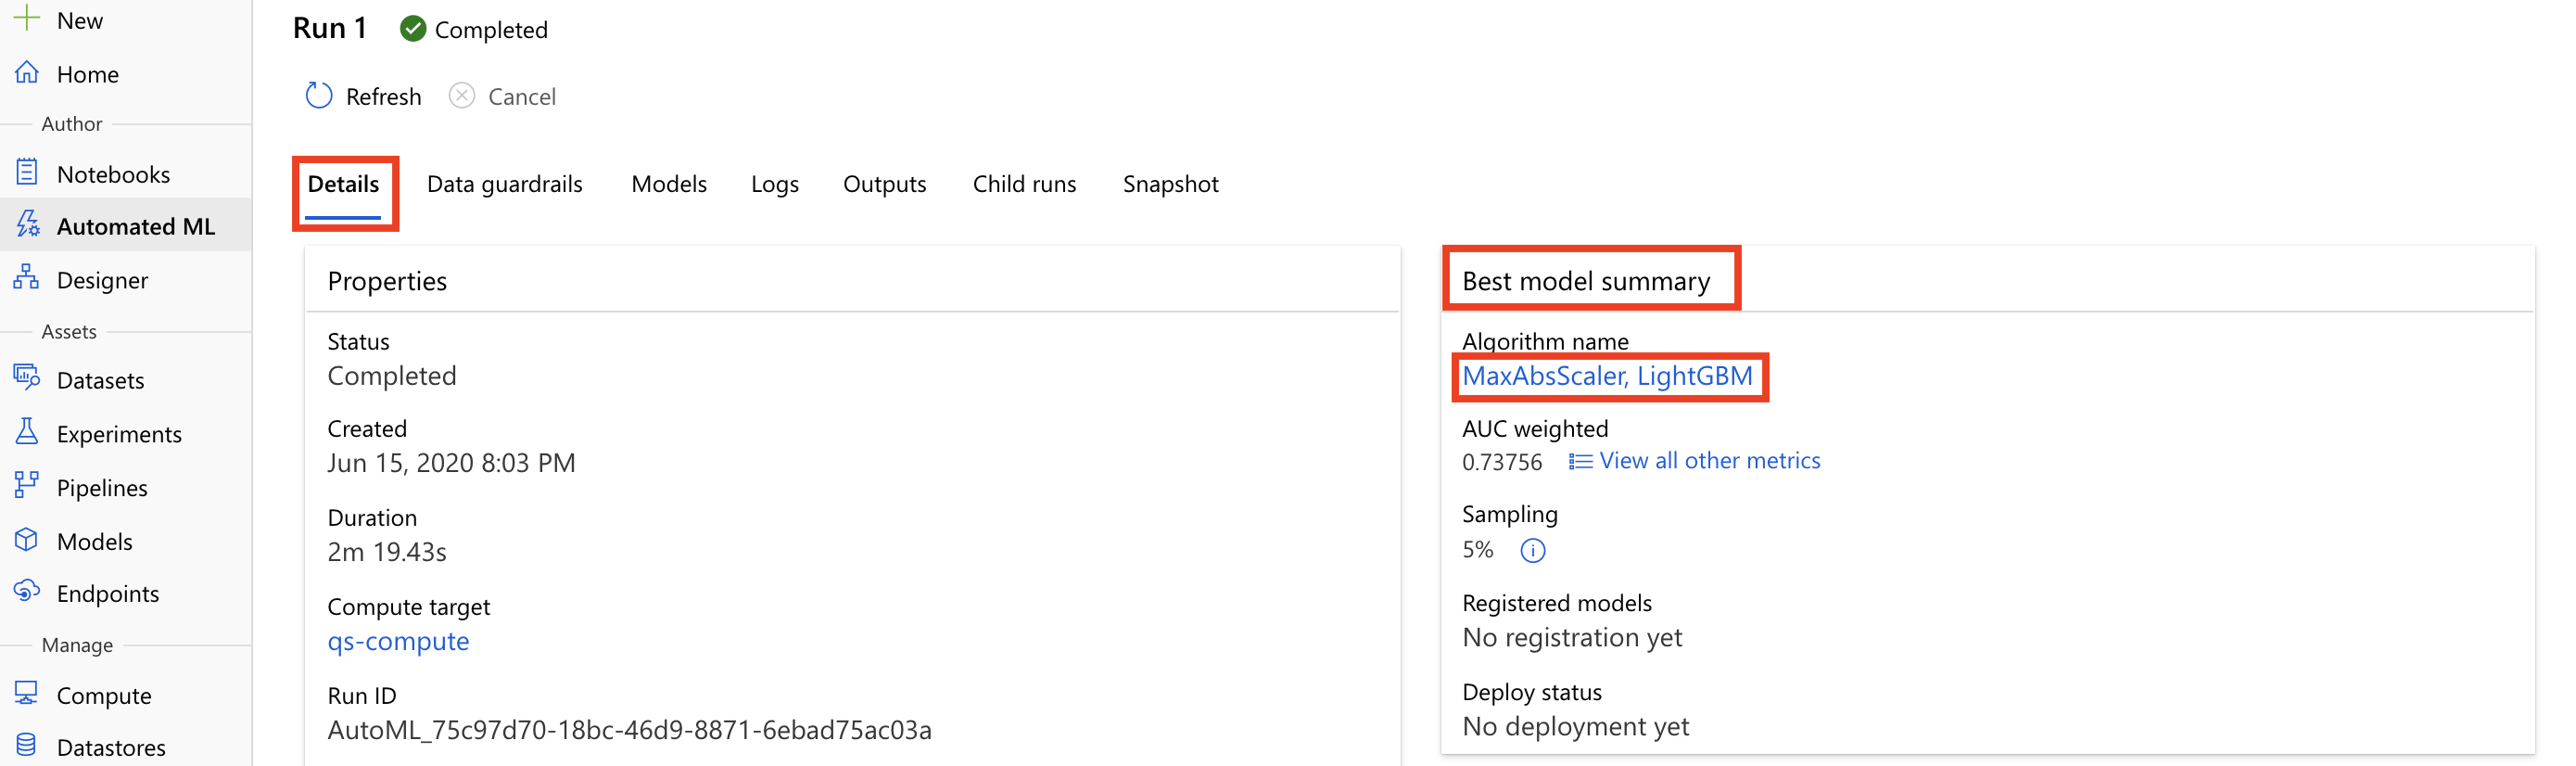 New
Home
Author
Notebooks
Automated ML
Designer
Assets
Datasets
Experiments
Pipelines
Models
Endpoints
Manage
Compute
Datastores
Run 1 Completed
Refresh Cancel
Details Data guardrails Models Logs Outputs Child runs Snapshot
Properties
Status
Completed
Created
Jun 15, 2020 8:03 PM
Duration
2m 19.43s
Compute target
qs-compute
Run ID
AutoML_75c97d70-18bc-46d9-8871-6ebad75ac03a
Best model summary
Algorithm name
MaxAbsScaler, LightGBM
AUC weighted
0.73756 View all other metrics
Sampling
5%
Registered models
No registration yet
Deploy status
No deployment yet